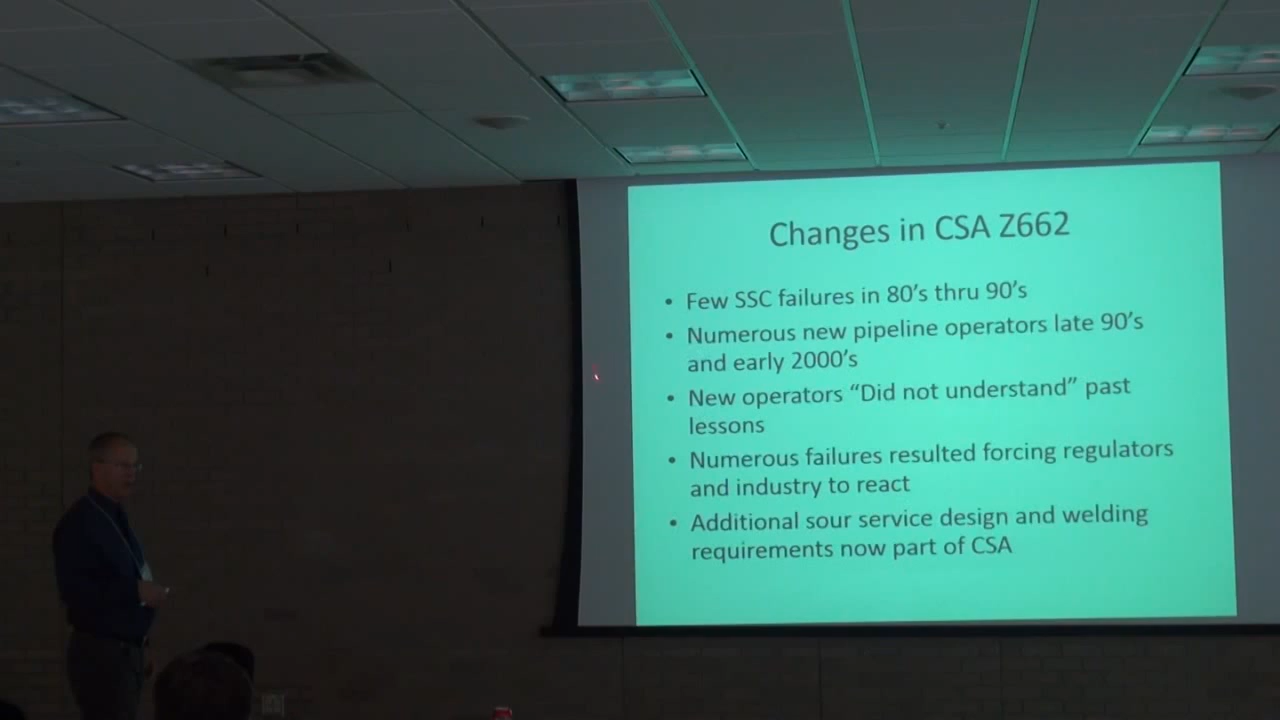 Changes in CSA Z662
• Few SSC failures in 80's thru 90's
• Numerous new pipeline operators late 90's
and early 2000's
• New operators “Did not understand” past
lessons
• Numerous failures resulted forcing regulators
and industry to react
• Additional sour service design and welding
requirements now part of CSA